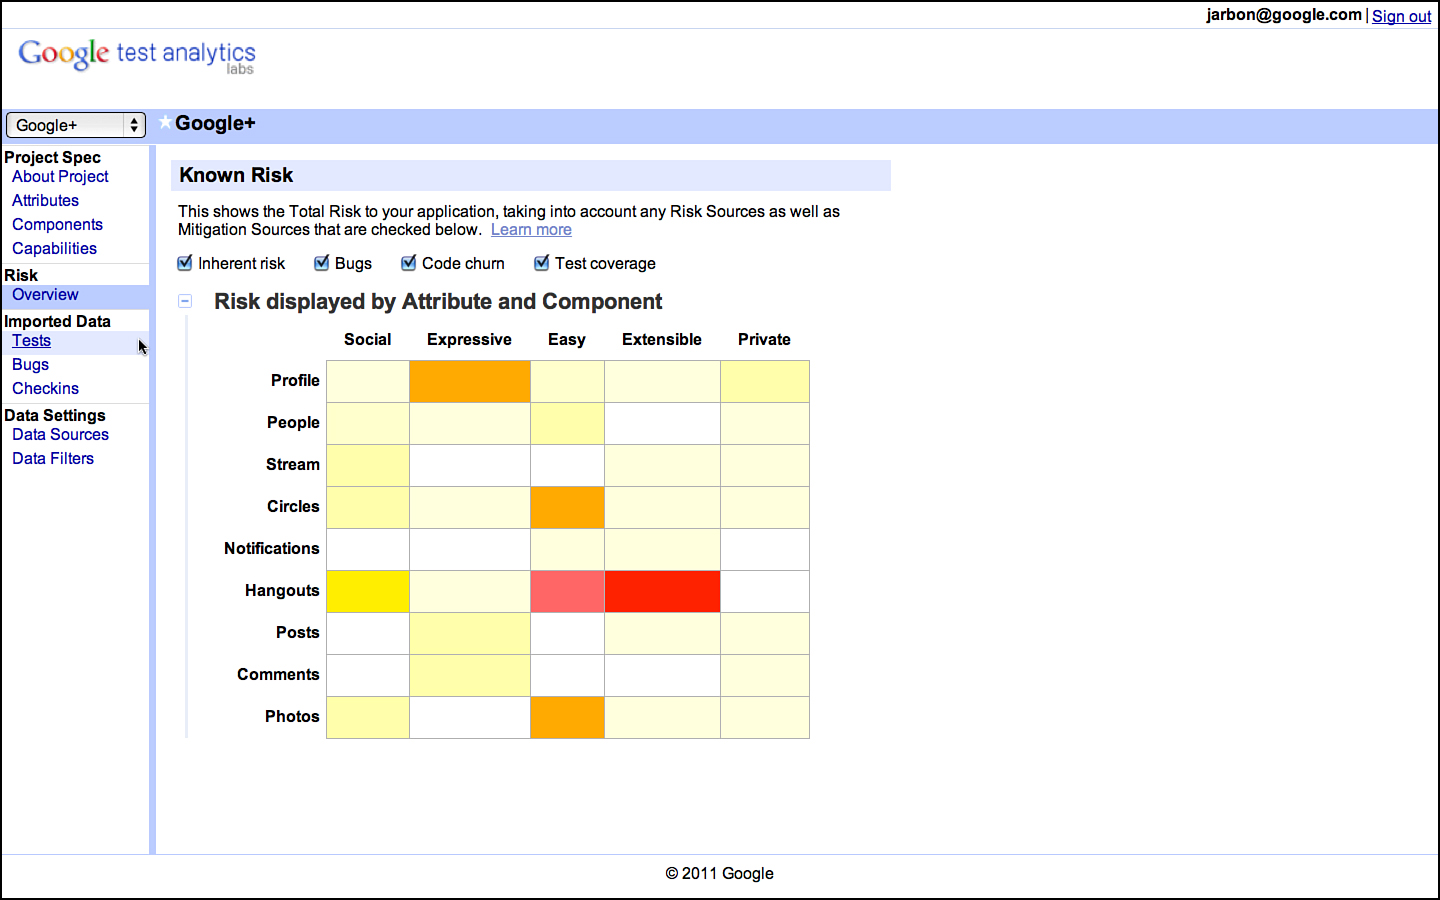 jarbon@google.com | Sign out
Google test analytics
labs
Google+
Google+
Project Spec
About Project
Attributes
Components
Capabilities
Risk
Overview
Imported Data
Tests
Bugs
Checkins
Data Settings
Data Sources
Data Filters
Known Risk
This shows the Total Risk to your application, taking into account any Risk Sources as well as
Mitigation Sources that are checked below. Learn more
Inherent risk Bugs Code churn Test coverage
Risk displayed by Attribute and Component
Social Expressive Easy Extensible Private
Profile
People
Stream
Circles
Notifications
Hangouts
Posts
Comments
Photos
© 2011 Google